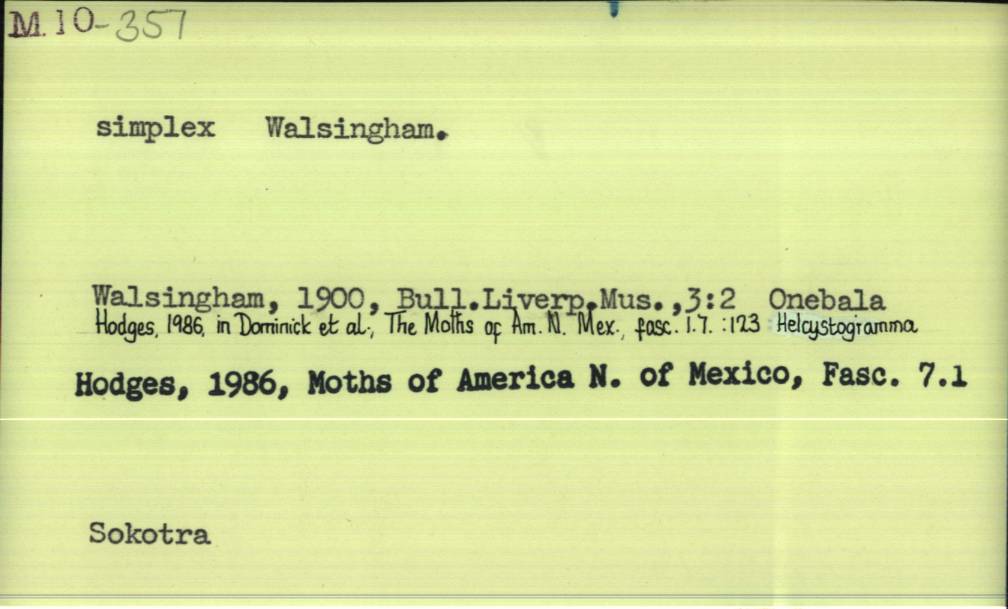 M.10-357
simplex Walsingham.
Walsingham, 1900, Bull.Liverp.Mus.,3:2 Onebala
Hodges, 1986, in Dominick et al., The Moths of Am. N. Mex., fasc. 1.7. :123 Helcystogramma
Hodges, 1986, Moths of America N. of Mexico, Fasc. 7.1
Sokotra